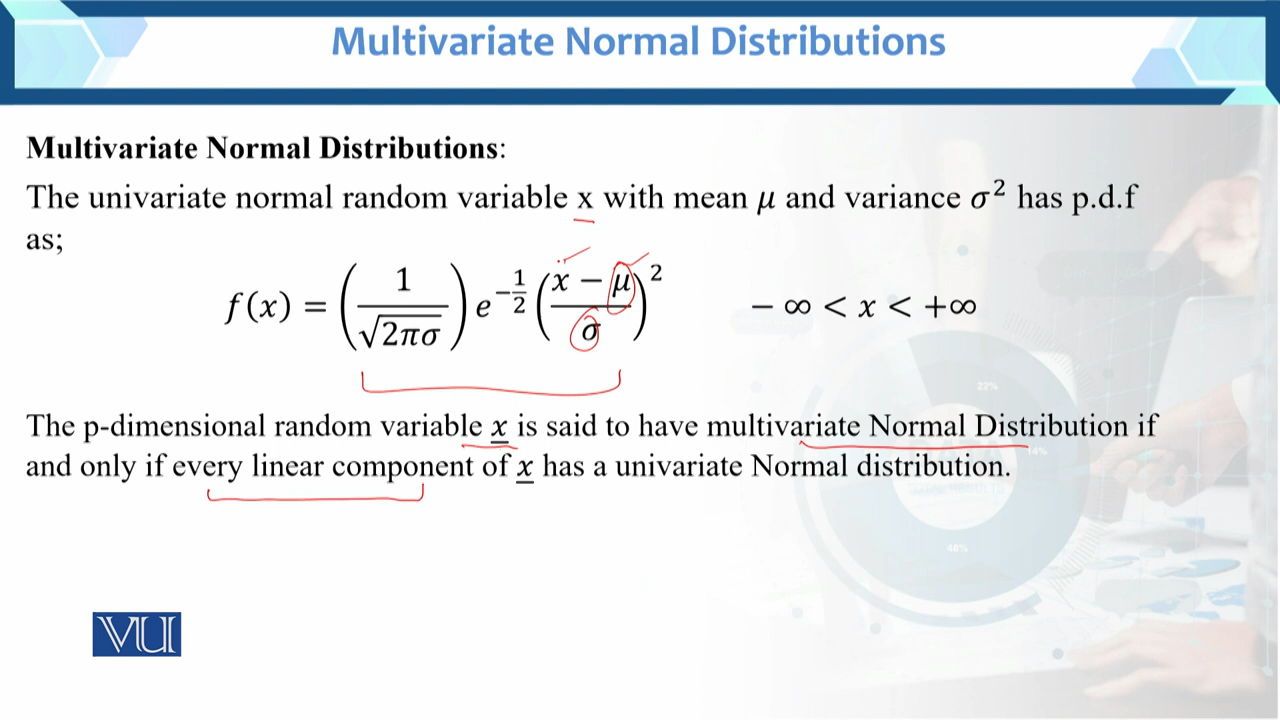 Multivariate Normal Distributions
Multivariate Normal Distributions:
The univariate normal random variable x with mean μ and variance σ² has p.d.f
as;
f(x) = (1/√2πσ) e^{-1/2 ((x − μ)/σ)²} − ∞ < x < +∞
22%
The p-dimensional random variable x is said to have multivariate Normal Distribution if
and only if every linear component of x has a univariate Normal distribution.
48%
VU